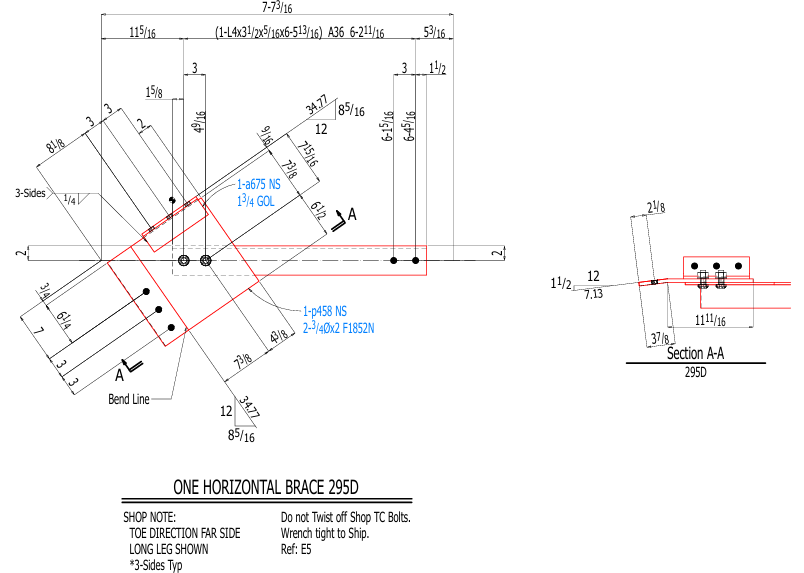 7-7 3/16
11 5/16
(1-L4x3 1/2x 5/16x6-5 13/16) A36 6-2 11/16
5 3/16
3
3
1 1/2
1 5/8
4 9/16
6-1 5/16
6-4 5/16
34.77
8 5/16
12
3
3
2
8 1/8
9/16
7 3/8
7 15/16
3-Sides
1/4
1-a675 NS
1 3/4 GOL
6 1/2
A
2
2
3/4
7
6 1/4
3
3
A
Bend Line
1-p458 NS
2-3/4Øx2 F1852N
4 3/8
7 3/8
12
34.77
8 5/16
2 1/8
1 1/2
12
7.13
11 11/16
3 7/8
Section A-A
295D
ONE HORIZONTAL BRACE 295D
SHOP NOTE:
TOE DIRECTION FAR SIDE
LONG LEG SHOWN
*3-Sides Typ
Do not Twist off Shop TC Bolts.
Wrench tight to Ship.
Ref: E5